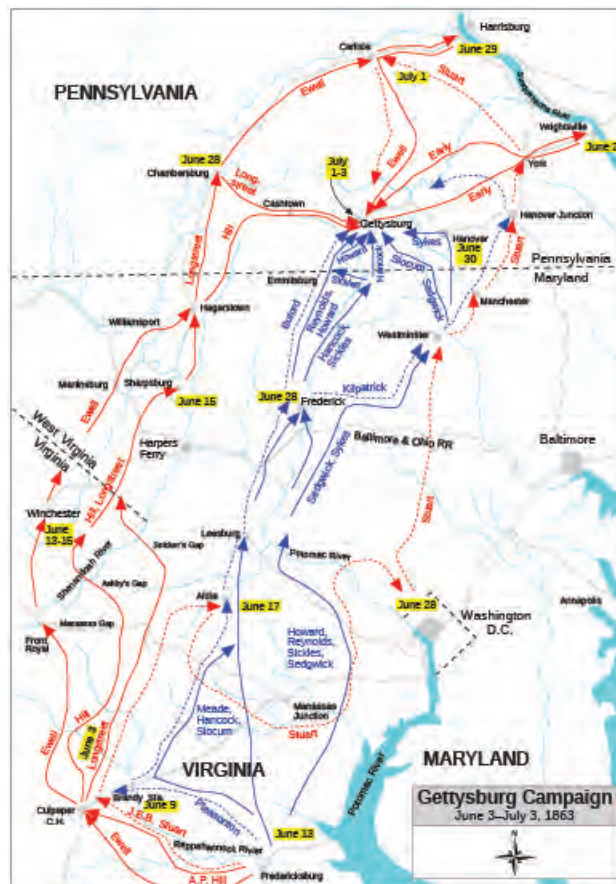 Harrisburg
Carlisle
June 29
July 1
Stuart
PENNSYLVANIA
Ewell
Susquehanna River
Wrightsville
June 28
Chambersburg
Long-
street
July
1-3
Ewell
Early
York
Early
Cashtown
Hill
Gettysburg
Hanover Junction
Longstreet
Howard
Hancock
Sykes
Slocum
Hanover
June
30
Stuart
Pennsylvania
Maryland
Emmitsburg
Sickles
Sedgwick
Manchester
Hagerstown
Buford
Reynolds
Howard
Hancock,
Sickles
Williamsport
Westminster
Martinsburg
Sharpsburg
Ewell
June 15
June 28
Frederick
Kilpatrick
West Virginia
Virginia
Harpers
Ferry
Baltimore & Ohio RR
Baltimore
Hill, Longstreet
Sedgwick, Sykes
Stuart
Winchester
June
13-15
Shenandoah River
Snicker's Gap
Leesburg
Potomac River
Ashby's Gap
Aldie
June 17
June 28
Annapolis
Manassas Gap
Front
Royal
Washington
D.C.
Howard,
Reynolds,
Sickles,
Sedgwick
Meade,
Hancock,
Slocum
Manassas
Junction
Stuart
Ewell
Hill
June 3
Longstreet
VIRGINIA
MARYLAND
Potomac River
Culpeper
C.H.
Brandy Sta.
June 9
Pleasonton
J.E.B. Stuart
June 13
Rappahannock River
Ewell
A.P. Hill
Fredericksburg
Gettysburg Campaign
June 3–July 3, 1863
N